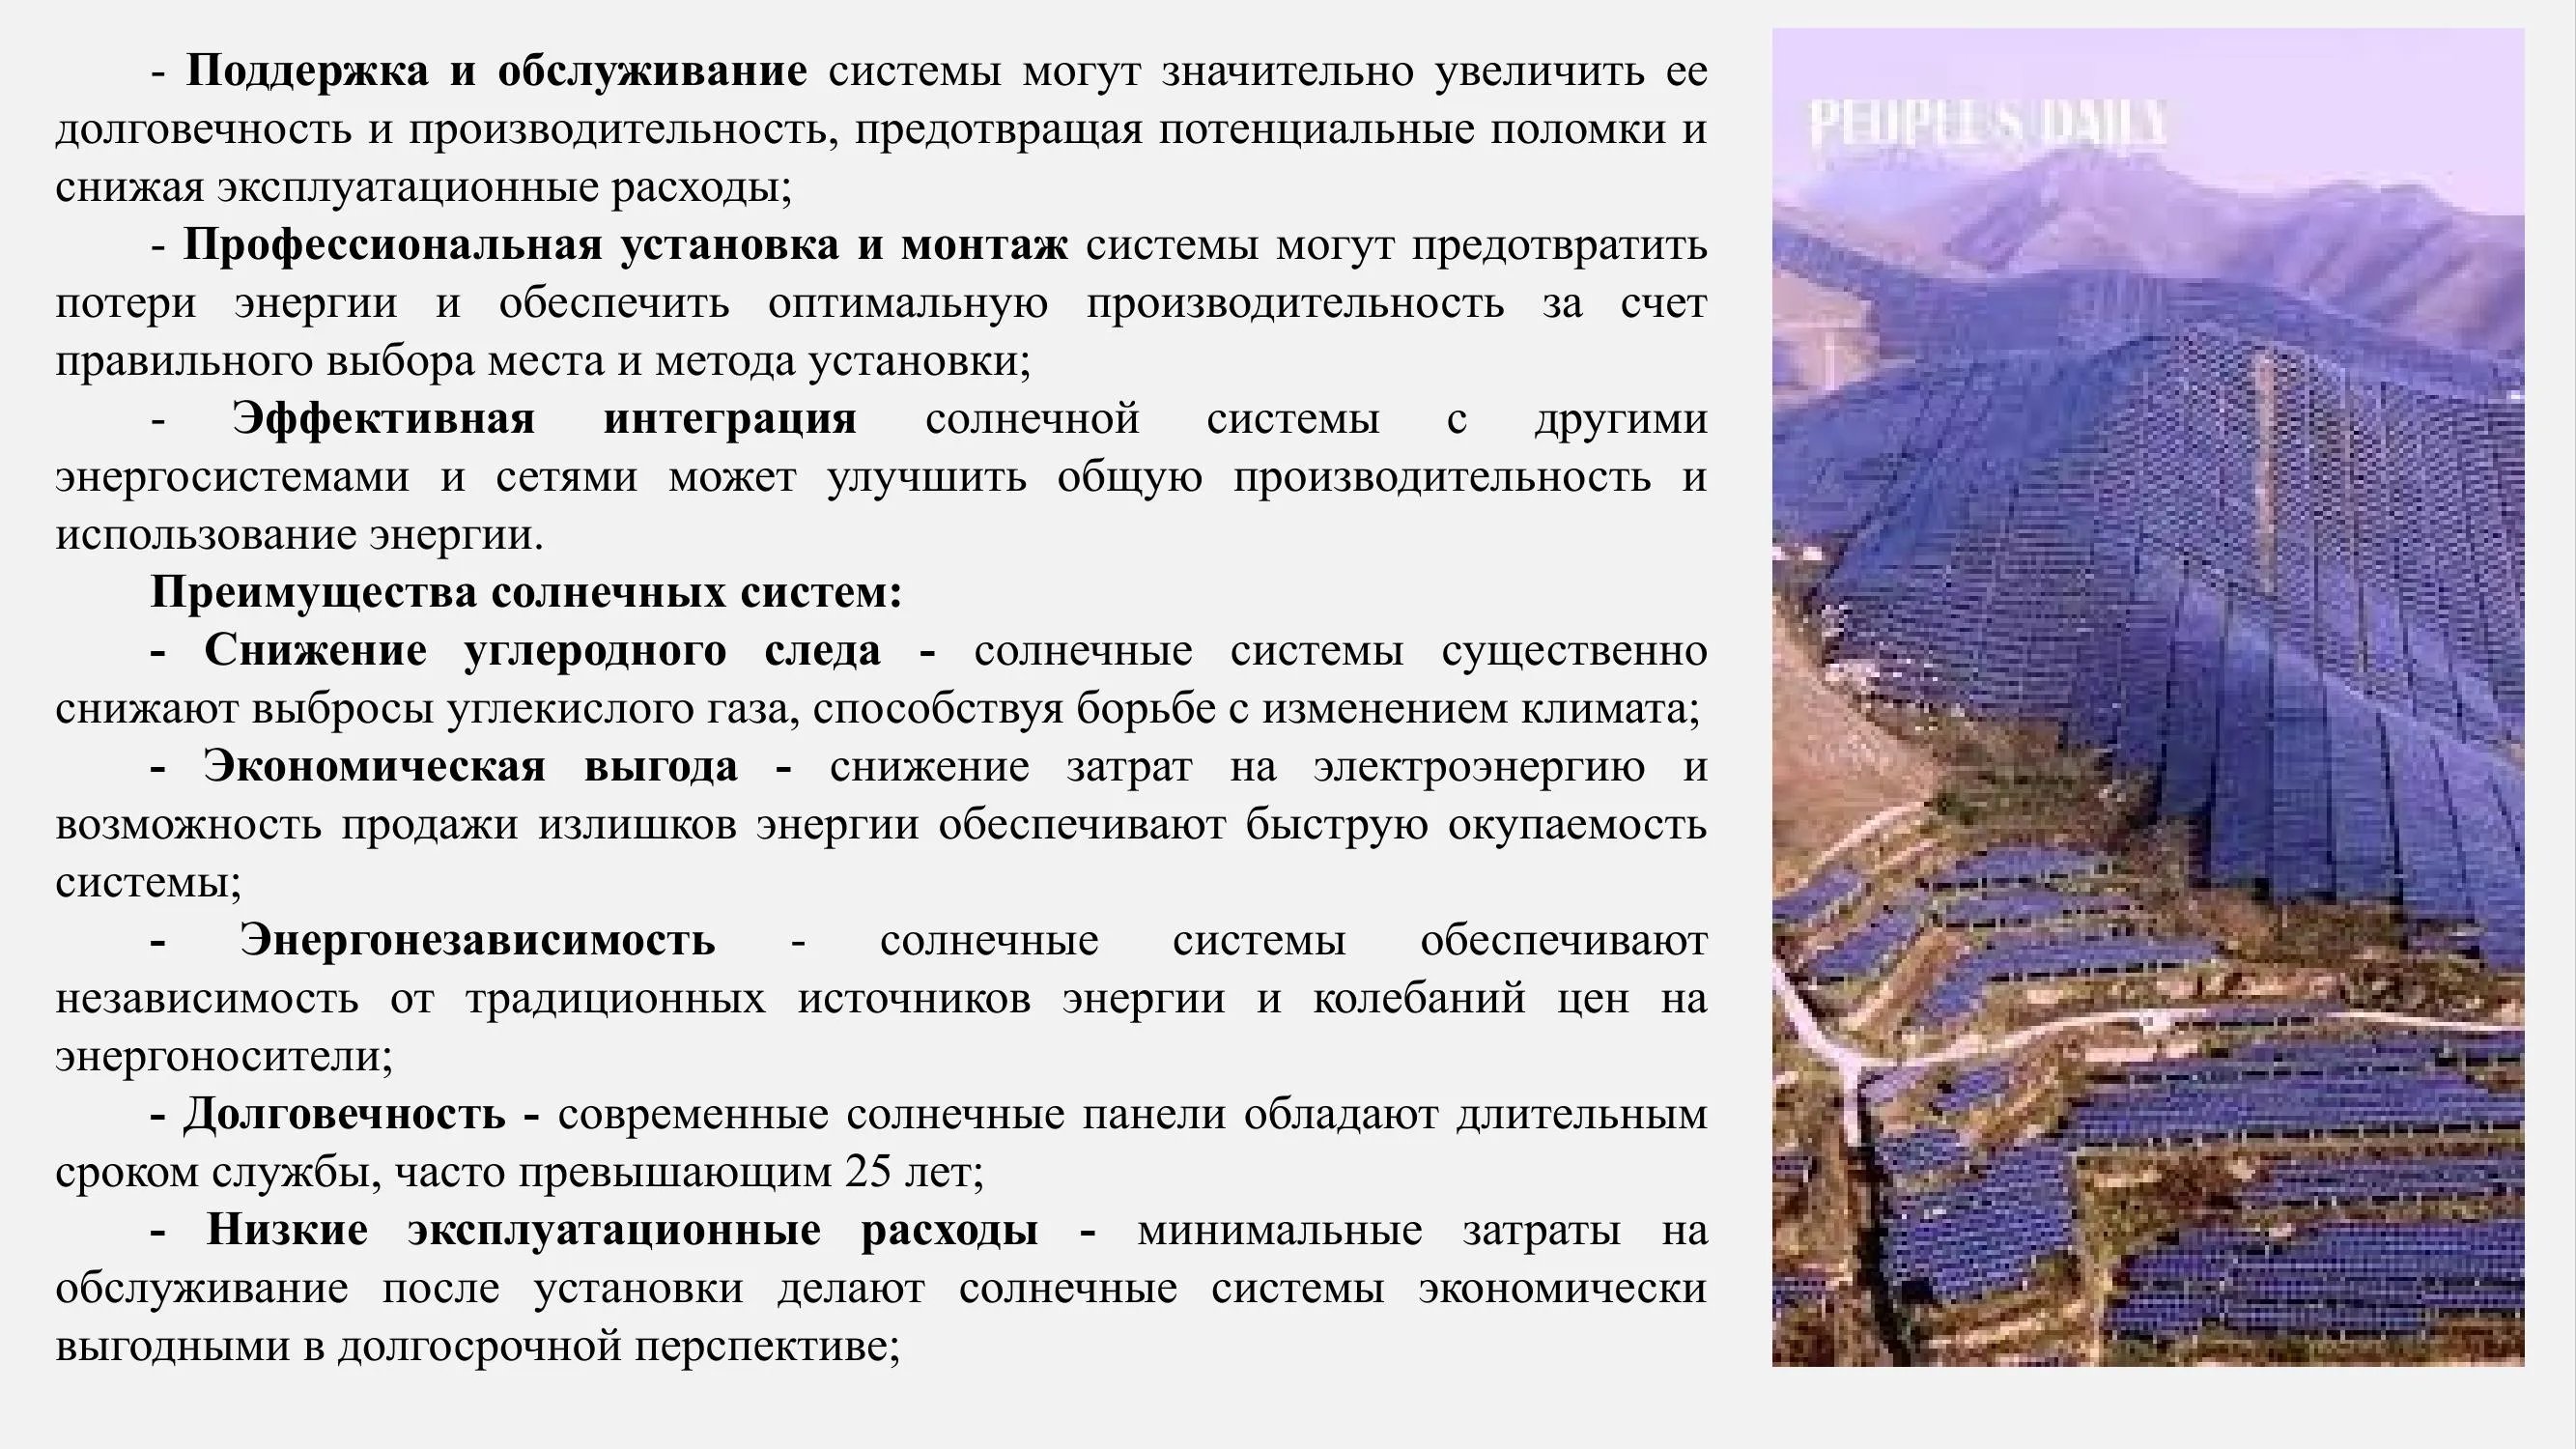 - Поддержка и обслуживание системы могут значительно увеличить ее
долговечность и производительность, предотвращая потенциальные поломки и
снижая эксплуатационные расходы;
- Профессиональная установка и монтаж системы могут предотвратить
потери энергии и обеспечить оптимальную производительность за счет
правильного выбора места и метода установки;
- Эффективная интеграция солнечной системы с другими
энергосистемами и сетями может улучшить общую производительность и
использование энергии.
Преимущества солнечных систем:
- Снижение углеродного следа - солнечные системы существенно
снижают выбросы углекислого газа, способствуя борьбе с изменением климата;
- Экономическая выгода - снижение затрат на электроэнергию и
возможность продажи излишков энергии обеспечивают быструю окупаемость
системы;
- Энергонезависимость - солнечные системы обеспечивают
независимость от традиционных источников энергии и колебаний цен на
энергоносители;
- Долговечность - современные солнечные панели обладают длительным
сроком службы, часто превышающим 25 лет;
- Низкие эксплуатационные расходы - минимальные затраты на
обслуживание после установки делают солнечные системы экономически
выгодными в долгосрочной перспективе;
PEOPLE'S DAILY